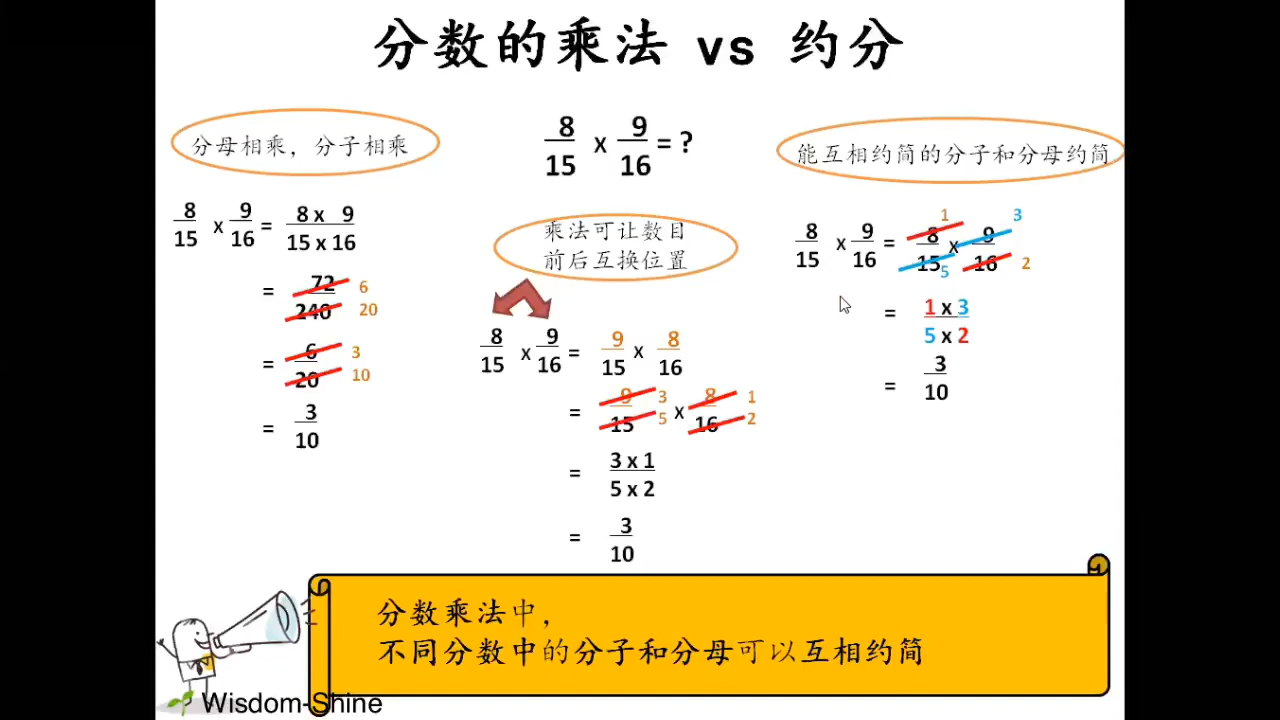 分数的乘法 vs 约分
8/15 x 9/16 = ?
分母相乘，分子相乘
8/15 x 9/16 = 8 x 9/15 x 16
= 72/240 6/20
= 6/20 3/10
= 3/10
乘法可让数目
前后互换位置
8/15 x 9/16 = 9/15 x 8/16
= 9/15 3/5 x 8/16 1/2
= 3 x 1/5 x 2
= 3/10
能互相约简的分子和分母约简
8/15 x 9/16 = 8/15 1/5 x 9/16 3/2
= 1 x 3/5 x 2
= 3/10
分数乘法中，
不同分数中的分子和分母可以互相约简
Wisdom-Shine